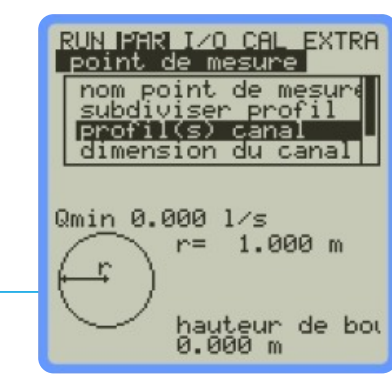 RUN PAR I/O CAL EXTRA
point de mesure
nom point de mesure
subdiviser profil
profil(s) canal
dimension du canal
Qmin 0.000 l/s
r= 1.000 m
r
hauteur de bou
0.000 m